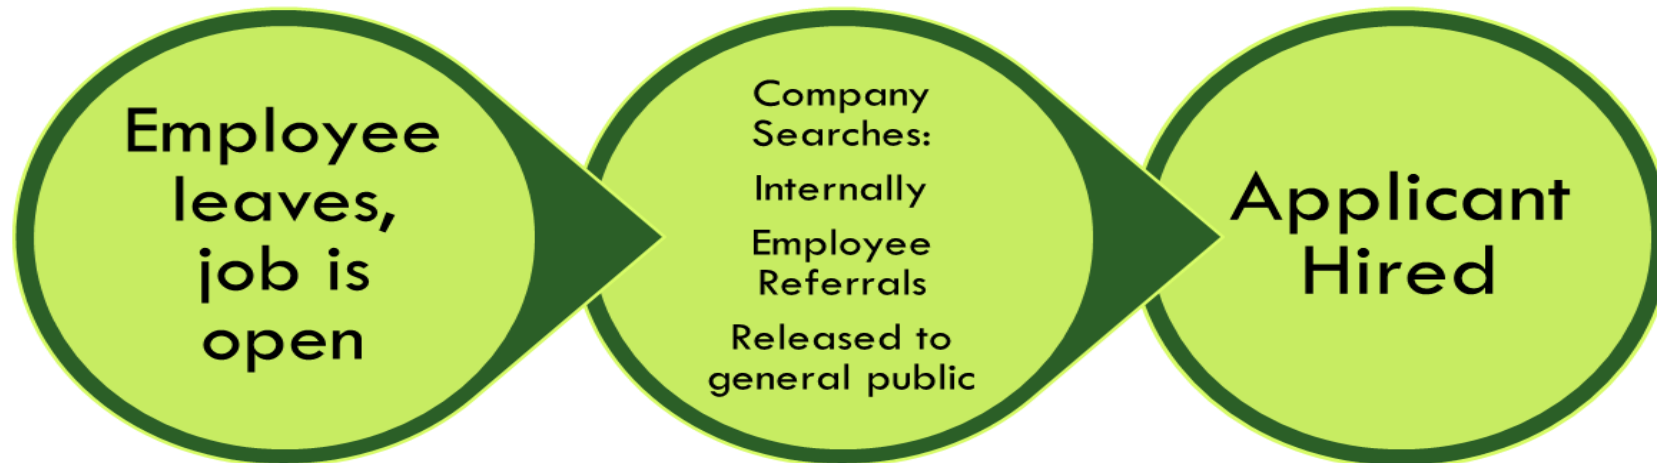 Employee
leaves,
job is
open
Company
Searches:
Internally
Employee
Referrals
Released to
general public
Applicant
Hired